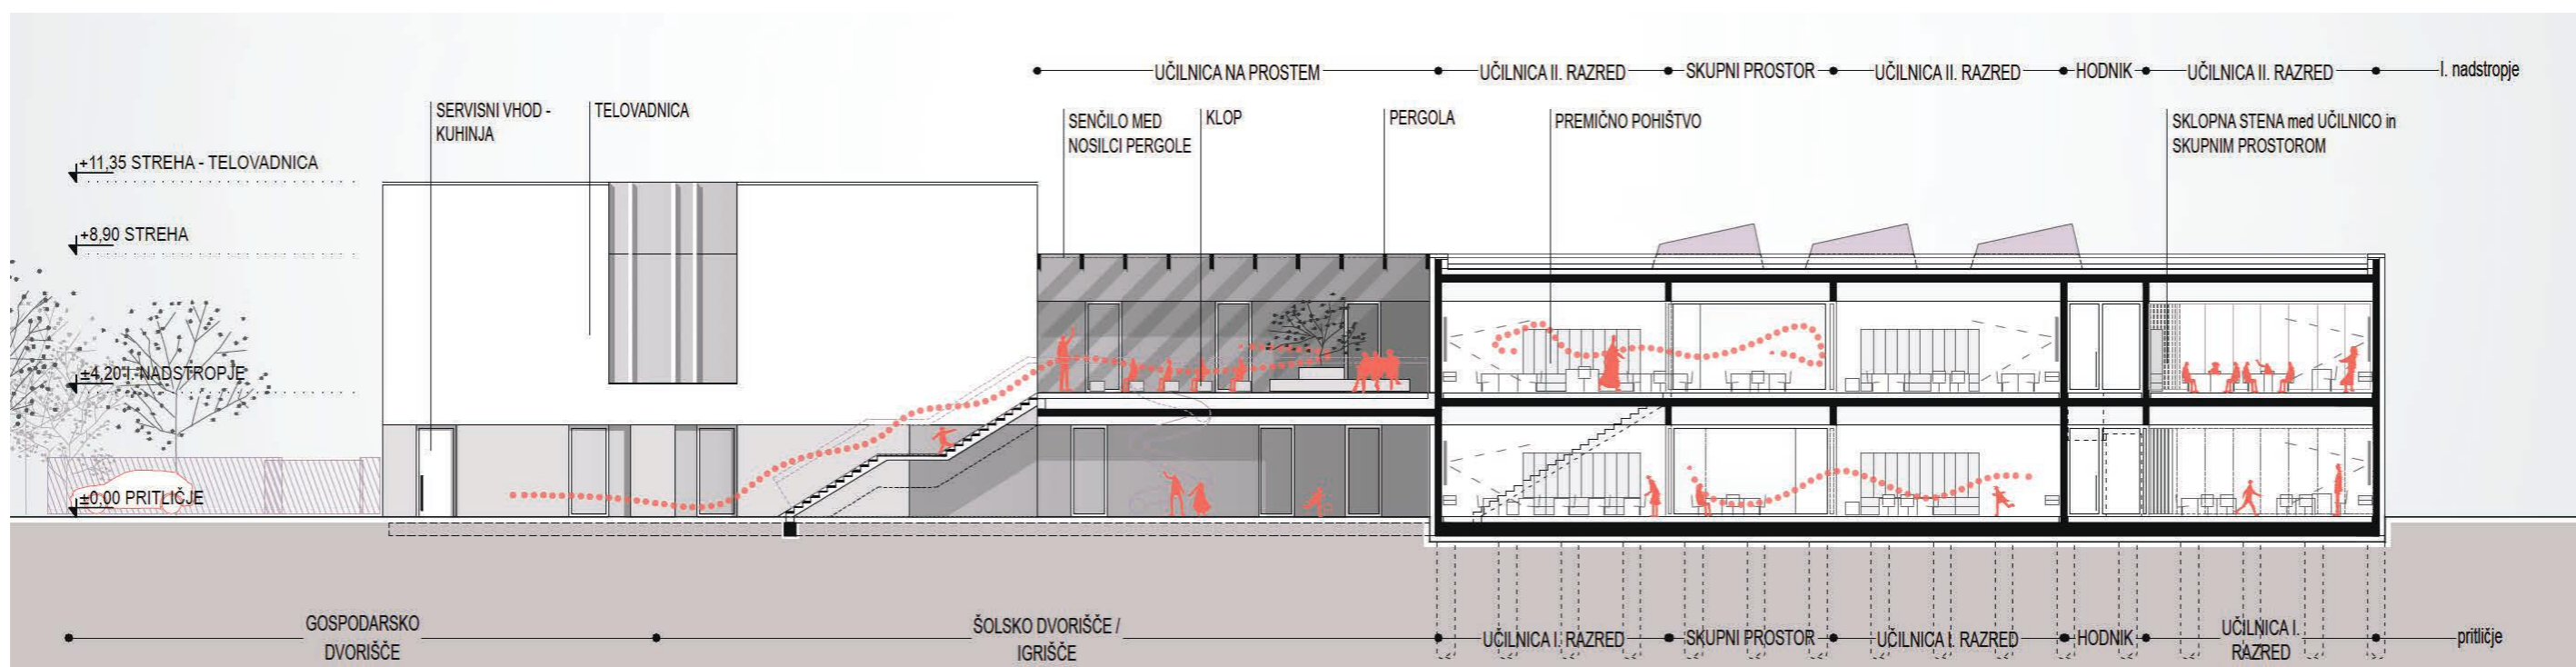 UČILNICA NA PROSTEM
UČILNICA II. RAZRED
SKUPNI PROSTOR
UČILNICA II. RAZRED
HODNIK
UČILNICA II. RAZRED
I. nadstropje
SERVISNI VHOD -
KUHINJA
TELOVADNICA
SENČILO MED
NOSILCI PERGOLE
KLOP
PERGOLA
PREMIČNO POHIŠTVO
SKLOPNA STENA med UČILNICO in
SKUPNIM PROSTOROM
+11,35 STREHA - TELOVADNICA
+8,90 STREHA
±4,20 I. NADSTROPJE
±0,00 PRITLIČJE
GOSPODARSKO
DVORIŠČE
ŠOLSKO DVORIŠČE /
IGRIŠČE
UČILNICA I. RAZRED
SKUPNI PROSTOR
UČILNICA I. RAZRED
HODNIK
UČILNICA I.
RAZRED
pritličje